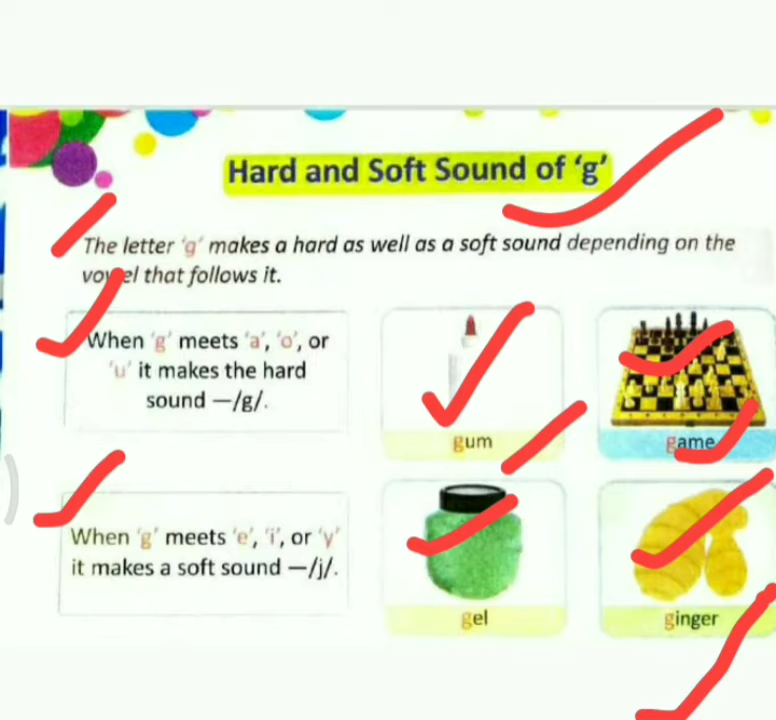 Hard and Soft Sound of ‘g’
The letter ‘g’ makes a hard as well as a soft sound depending on the
vowel that follows it.
When ‘g’ meets ‘a’, ‘o’, or
‘u’ it makes the hard
sound —/g/.
gum
game
When ‘g’ meets ‘e’, ‘i’, or ‘y’
it makes a soft sound —/j/.
gel
ginger